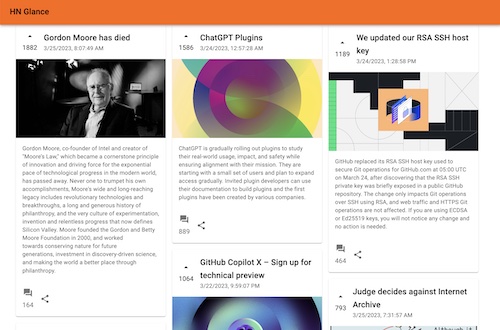 HN Glance
Gordon Moore has died
1882
3/25/2023, 8:07:49 AM
Gordon Moore, co-founder of Intel and creator of
"Moore's Law," which became a cornerstone principle
of innovation and driving force for the exponential
pace of technological progress in the modern world,
has passed away. Never one to trumpet his own
accomplishments, Moore's wide and long-reaching
legacy includes revolutionary technologies and
breakthroughs, a long and generous history of
philanthropy, and the very culture of experimentation,
invention and relentless progress that now defines
Silicon Valley. Moore founded the Gordon and Betty
Moore Foundation in 2000, and worked
towards conserving nature for future
generations, investment in discovery-driven science,
and making the world a better place through
philanthropy.
163
ChatGPT Plugins
1586
3/24/2023, 12:57:28 AM
ChatGPT is gradually rolling out plugins to study
their real-world usage, impact, and safety while
ensuring alignment with their mission. They are
starting with a small set of users and plan to expand
access gradually. Invited plugin developers can use
their documentation to build plugins and the first
plugins have been created by various companies.
889
GitHub Copilot X – Sign up for
technical preview
1064
3/22/2023, 9:59:07 PM
We updated our RSA SSH host
key
1189
3/24/2023, 1:28:58 PM
GitHub replaced its RSA SSH host key used to
secure Git operations for GitHub.com at 05:00 UTC
on March 24, after discovering that the RSA SSH
private key was briefly exposed in a public GitHub
repository. The change only impacts Git operations
over SSH using RSA, and web traffic and HTTPS Git
operations are not affected. If you are using ECDSA
or Ed25519 keys, you will not notice any change and
no action is needed.
464
Judge decides against Internet
Archive
793
3/25/2023, 7:31:57 AM